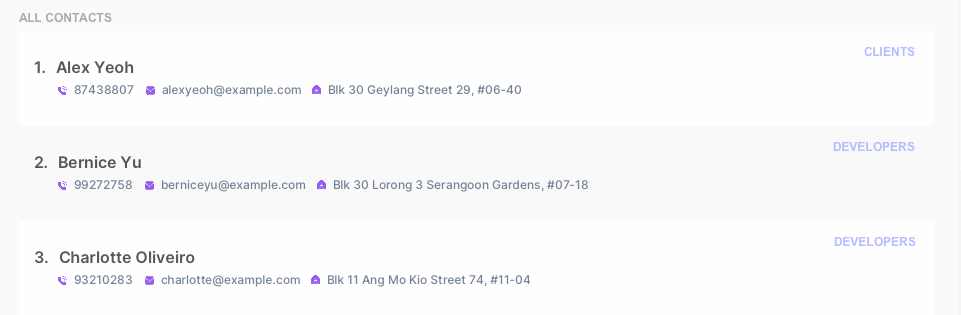 ALL CONTACTS
CLIENTS
1. Alex Yeoh
87438807 alexyeoh@example.com Blk 30 Geylang Street 29, #06-40
DEVELOPERS
2. Bernice Yu
99272758 berniceyu@example.com Blk 30 Lorong 3 Serangoon Gardens, #07-18
DEVELOPERS
3. Charlotte Oliveiro
93210283 charlotte@example.com Blk 11 Ang Mo Kio Street 74, #11-04